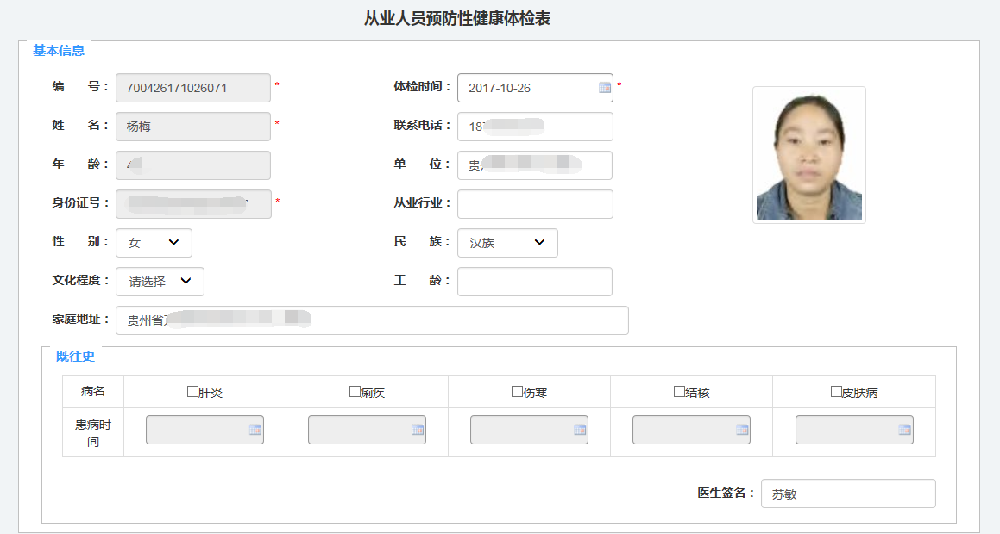 从业人员预防性健康体检表
基本信息
编 号： 700426171026071 * 体检时间： 2017-10-26 *
姓 名： 杨梅 * 联系电话： 18
年 龄： 单 位： 贵
身份证号： * 从业行业：
性 别： 女 民 族： 汉族
文化程度： 请选择 工 龄：
家庭地址： 贵州省
既往史
病名 肝炎 痢疾 伤寒 结核 皮肤病
患病时
间
医生签名： 苏敏